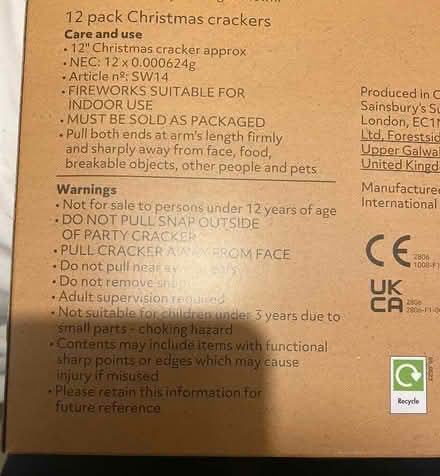 12 pack Christmas crackers
Care and use
• 12" Christmas cracker approx
• NEC: 12 x 0.000624g
• Article nº: SW14
• FIREWORKS SUITABLE FOR
INDOOR USE
• MUST BE SOLD AS PACKAGED
• Pull both ends at arm's length firmly
and sharply away from face, food,
breakable objects, other people and pets
Warnings
• Not for sale to persons under 12 years of age
• DO NOT PULL SNAP OUTSIDE
OF PARTY CRACKER
• PULL CRACKER AWAY FROM FACE
• Do not pull near
• Do not remove
• Adult supervision required
• Not suitable for children under 3 years due to
small parts - choking hazard
• Contents may include items with functional
sharp points or edges which may cause
injury if misused
• Please retain this information for
future reference
Produced in
Sainsbury's
London,
Ltd,
Upper
United
Manufacture
International
CE
2806
UK
CA
2806
Recycle